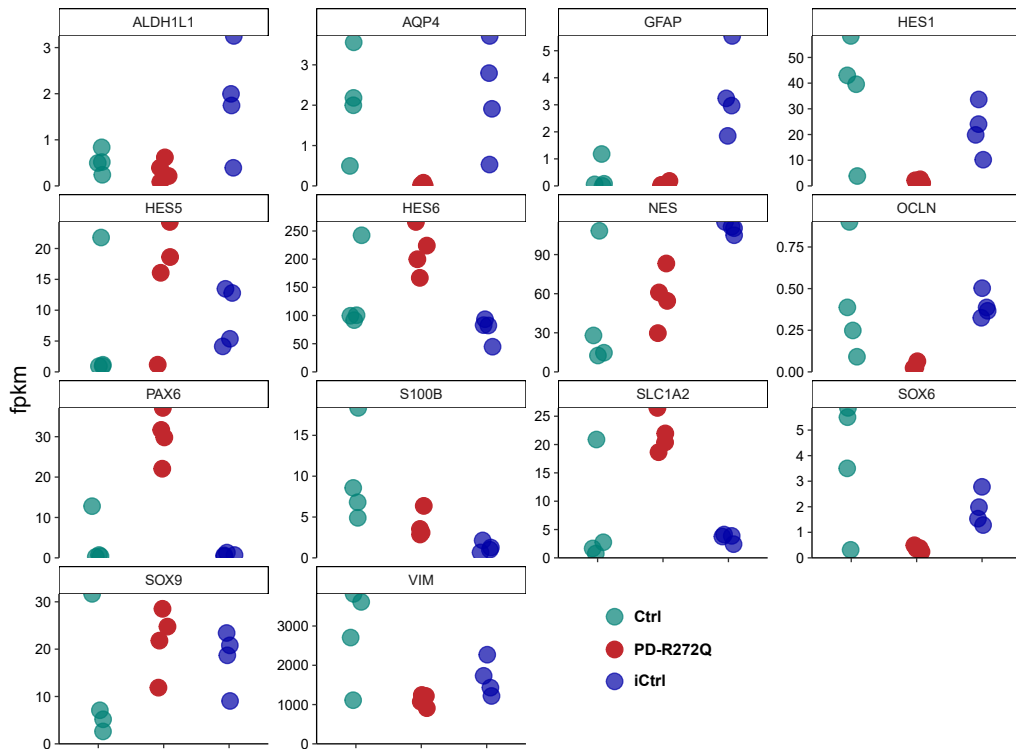 ALDH1L1 AQP4 GFAP HES1
3 2 1 0
3 2 1 0
5 4 3 2 1 0
50 40 30 20 10 0
HES5 HES6 NES OCLN
20 15 10 5 0
250 200 150 100 50 0
90 60 30 0
0.75 0.50 0.25 0.00
fpkm
PAX6 S100B SLC1A2 SOX6
30 20 10 0
15 10 5 0
25 20 15 10 5 0
5 4 3 2 1 0
SOX9 VIM
30 20 10 0
3000 2000 1000 0
Ctrl
PD-R272Q
iCtrl